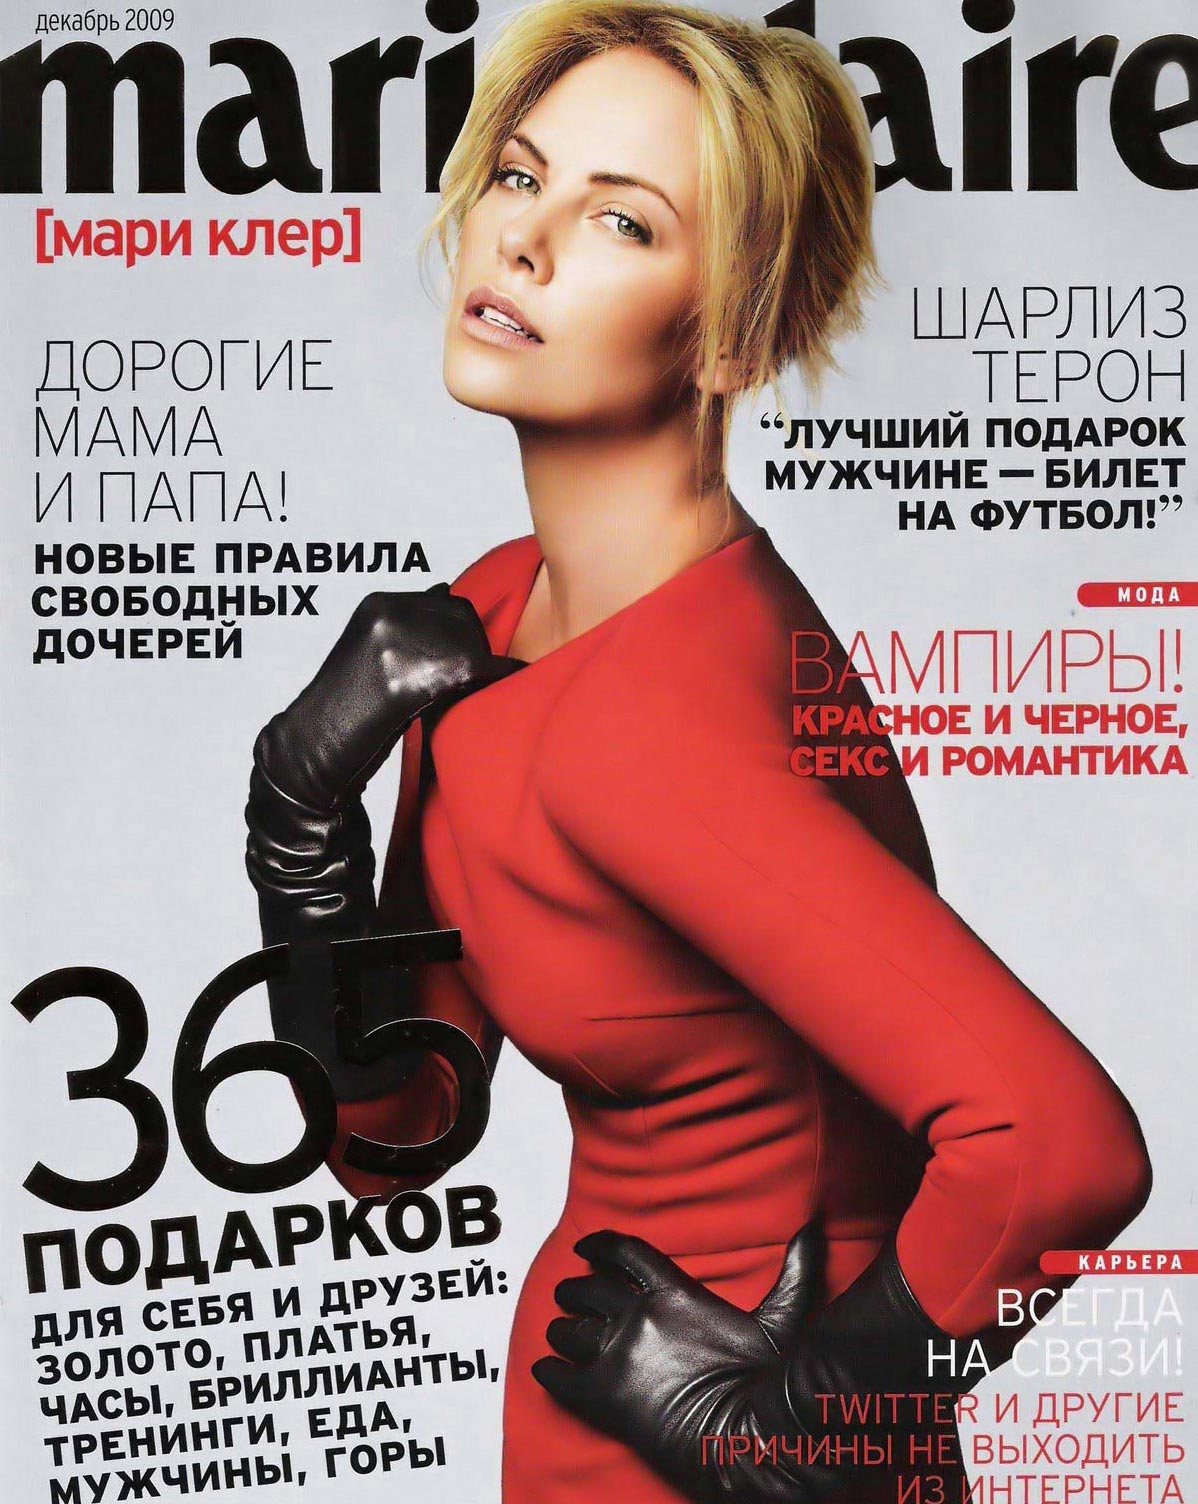 декабрь 2009
mari laire
[мари клер]
ДОРОГИЕ
МАМА
И ПАПА!
НОВЫЕ ПРАВИЛА
СВОБОДНЫХ
ДОЧЕРЕЙ
ШАРЛИЗ
ТЕРОН
“ЛУЧШИЙ ПОДАРОК
МУЖЧИНЕ — БИЛЕТ
НА ФУТБОЛ!”
МОДА
ВАМПИРЫ!
КРАСНОЕ И ЧЕРНОЕ,
СЕКС И РОМАНТИКА
365
ПОДАРКОВ
ДЛЯ СЕБЯ И ДРУЗЕЙ:
ЗОЛОТО, ПЛАТЬЯ,
ЧАСЫ, БРИЛЛИАНТЫ,
ТРЕНИНГИ, ЕДА,
МУЖЧИНЫ, ГОРЫ
КАРЬЕРА
ВСЕГДА
НА СВЯЗИ!
TWITTER И ДРУГИЕ
ПРИЧИНЫ НЕ ВЫХОДИТЬ
ИЗ ИНТЕРНЕТА